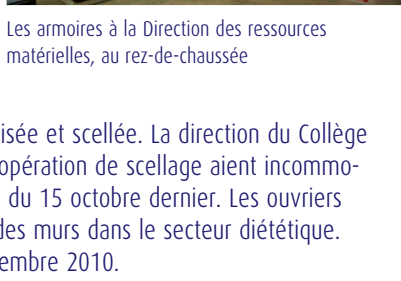 Les armoires à la Direction des ressources
matérielles, au rez-de-chaussée
isée et scellée. La direction du Collège
opération de scellage aient incommo-
du 15 octobre dernier. Les ouvriers
des murs dans le secteur diététique.
embre 2010.